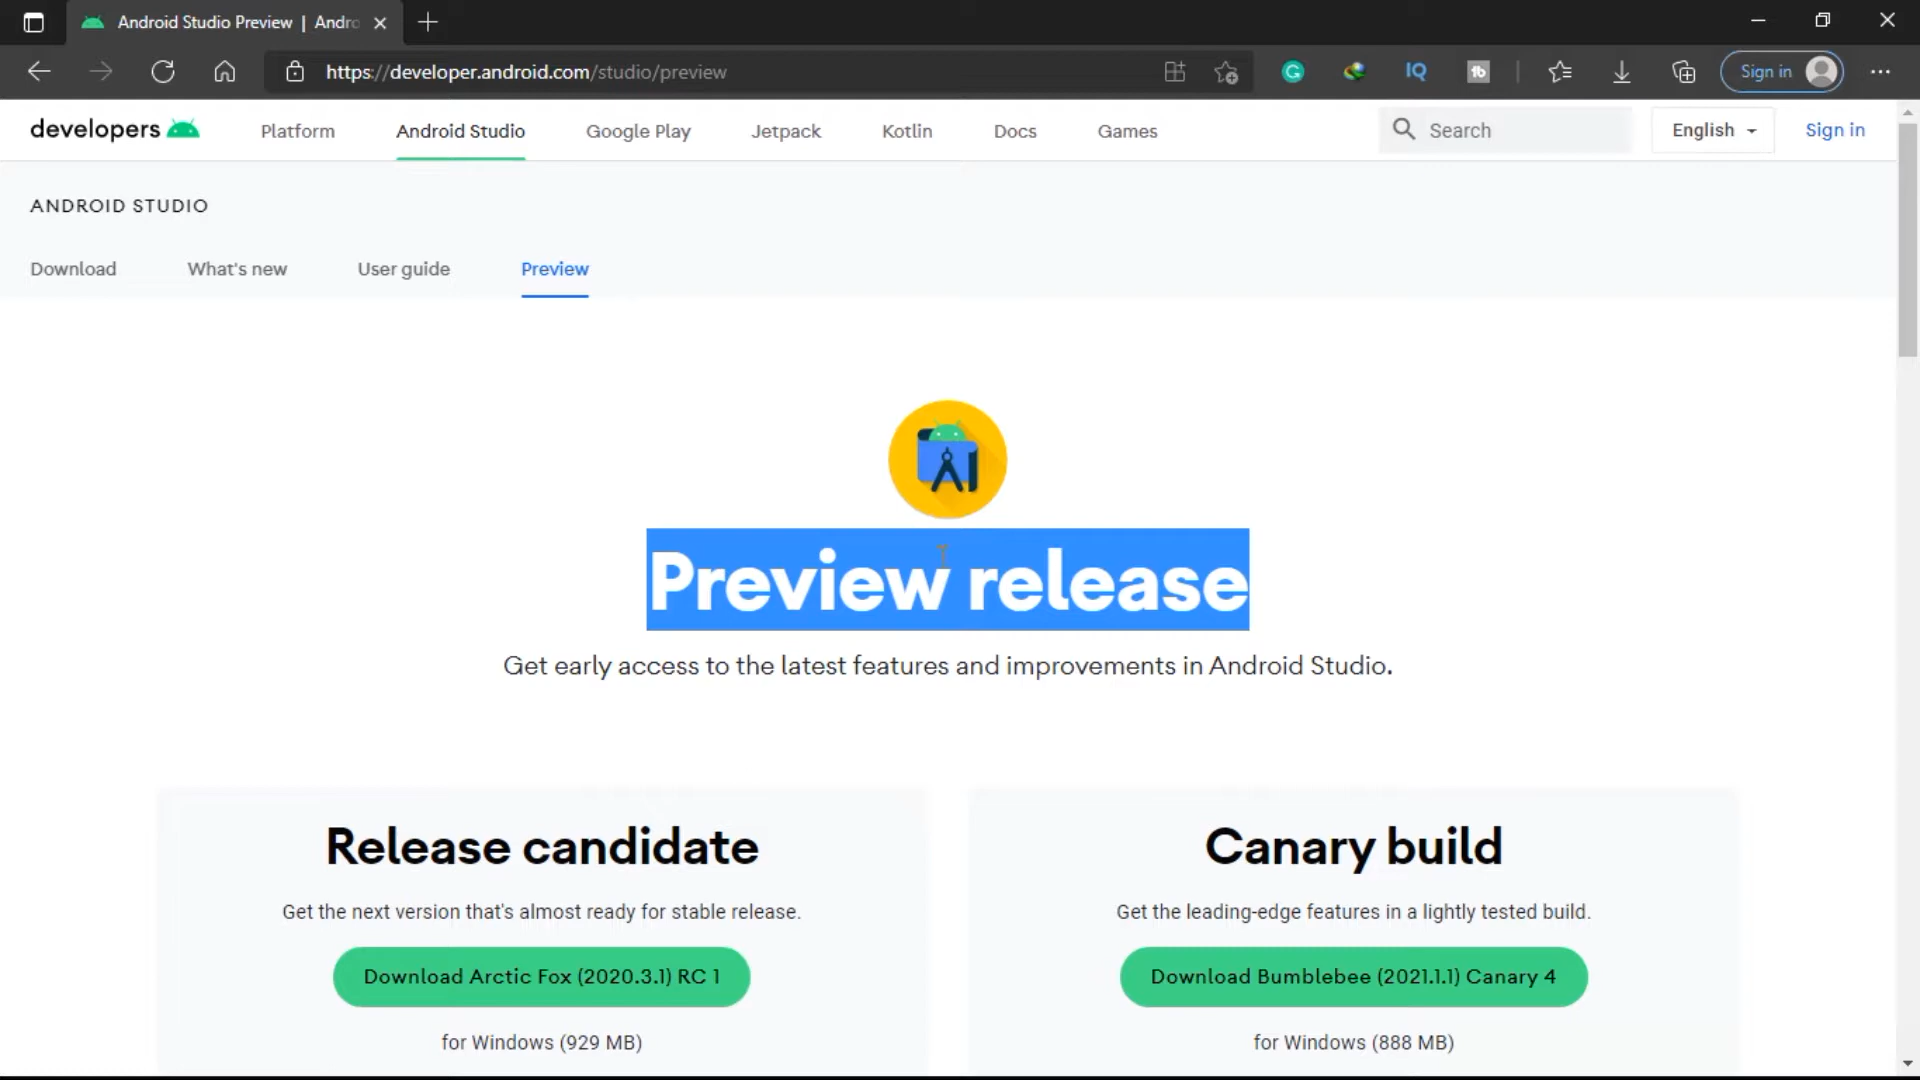 Android Studio Preview | Andro
https://developer.android.com/studio/preview
IQ
tb
Sign in
developers
Platform
Android Studio
Google Play
Jetpack
Kotlin
Docs
Games
Search
English
Sign in
ANDROID STUDIO
Download
What's new
User guide
Preview
Preview release
Get early access to the latest features and improvements in Android Studio.
Release candidate
Get the next version that's almost ready for stable release.
Download Arctic Fox (2020.3.1) RC 1
for Windows (929 MB)
Canary build
Get the leading-edge features in a lightly tested build.
Download Bumblebee (2021.1.1) Canary 4
for Windows (888 MB)